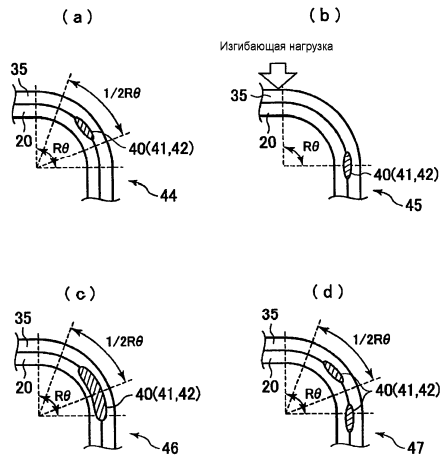 (a)
35
1/2Rθ
20
Rθ
40(41,42)
44
(b)
Изгибающая нагрузка
35
20
Rθ
40(41,42)
45
(c)
35
1/2Rθ
20
Rθ
40(41,42)
46
(d)
35
1/2Rθ
20
Rθ
40(41,42)
47